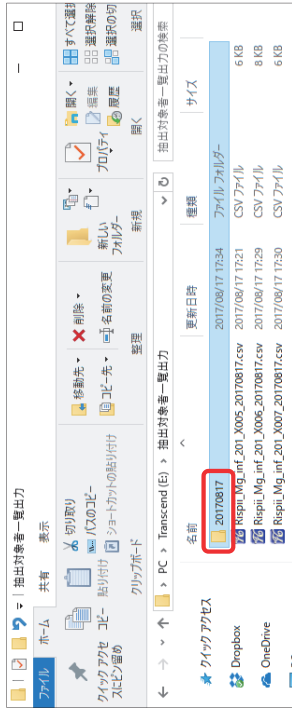 抽出対象者一覧出力
ファイル ホーム 共有 表示
クイック アクセスにピン留め
コピー
貼り付け
切り取り
パスのコピー
ショートカットの貼り付け
クリップボード
移動先
コピー先
削除
名前の変更
整理
新しいフォルダー
新規
プロパティ
開く
編集
履歴
開く
すべて選択
選択解除
選択の切
選択
PC > Transcend (E:) > 抽出対象者一覧出力
抽出対象者一覧出力の検索
クイック アクセス
Dropbox
OneDrive
名前 更新日時 種類 サイズ
20170817 2017/08/17 17:34 ファイル フォルダー
Rispii_Mg_inf_201_X005_20170817.csv 2017/08/17 17:21 CSV ファイル 6 KB
Rispii_Mg_inf_201_X006_20170817.csv 2017/08/17 17:29 CSV ファイル 8 KB
Rispii_Mg_inf_201_X007_20170817.csv 2017/08/17 17:30 CSV ファイル 6 KB